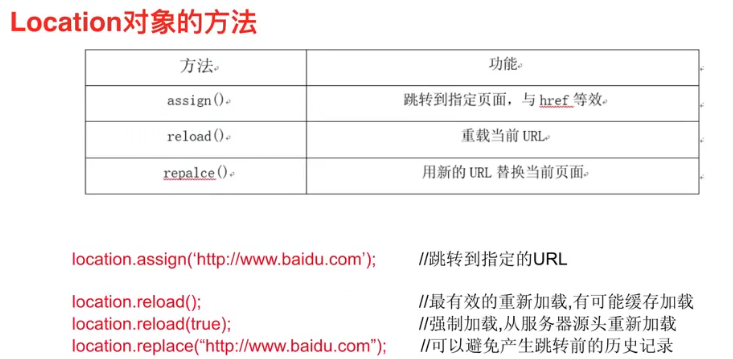 Location对象的方法
方法 功能
assign() 跳转到指定页面，与 href 等效
reload() 重载当前 URL
repalce() 用新的 URL 替换当前页面
location.assign(‘http://www.baidu.com’); //跳转到指定的URL
location.reload(); //最有效的重新加载,有可能缓存加载
location.reload(true); //强制加载,从服务器源头重新加载
location.replace(“http://www.baidu.com”); //可以避免产生跳转前的历史记录